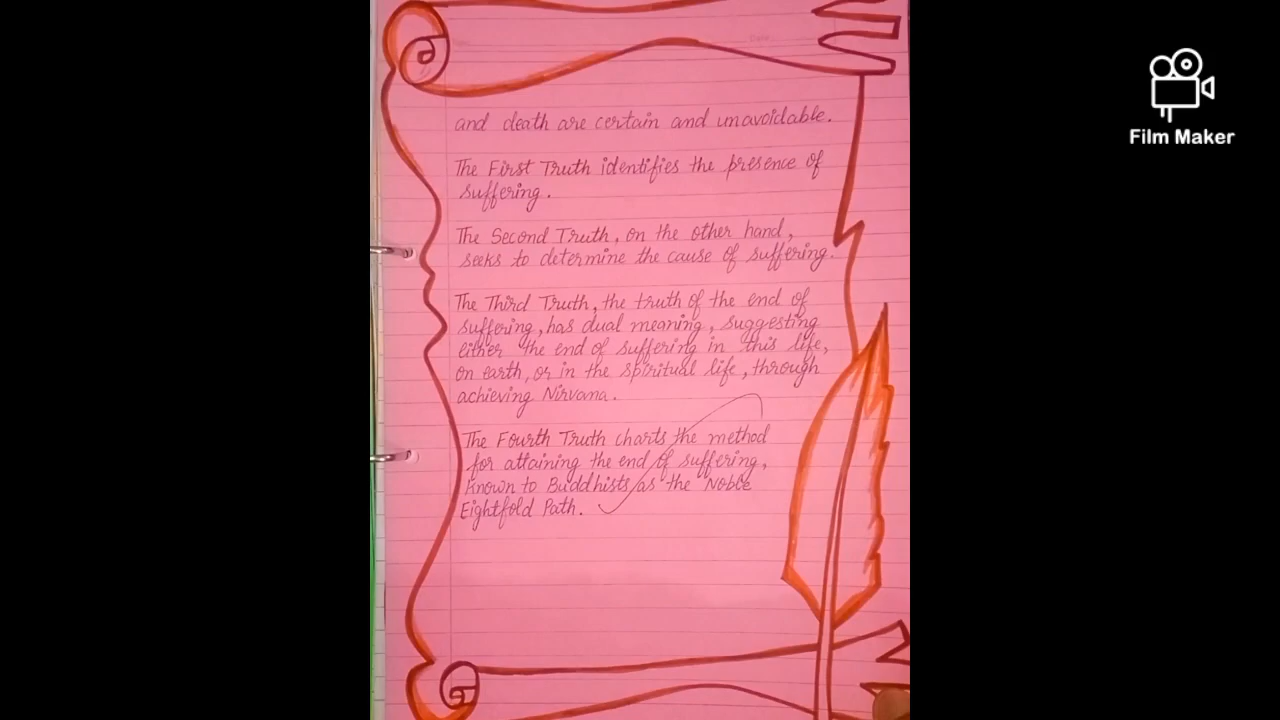 Date
and death are certain and unavoidable.
The First Truth identifies the presence of
suffering.
The Second Truth, on the other hand,
seeks to determine the cause of suffering.
The Third Truth, the truth of the end of
suffering, has dual meaning, suggesting
either the end of suffering in this life,
on earth, or in the spiritual life, through
achieving Nirvana.
The Fourth Truth charts the method
for attaining the end of suffering,
known to Buddhists as the Noble
Eightfold Path.
Film Maker